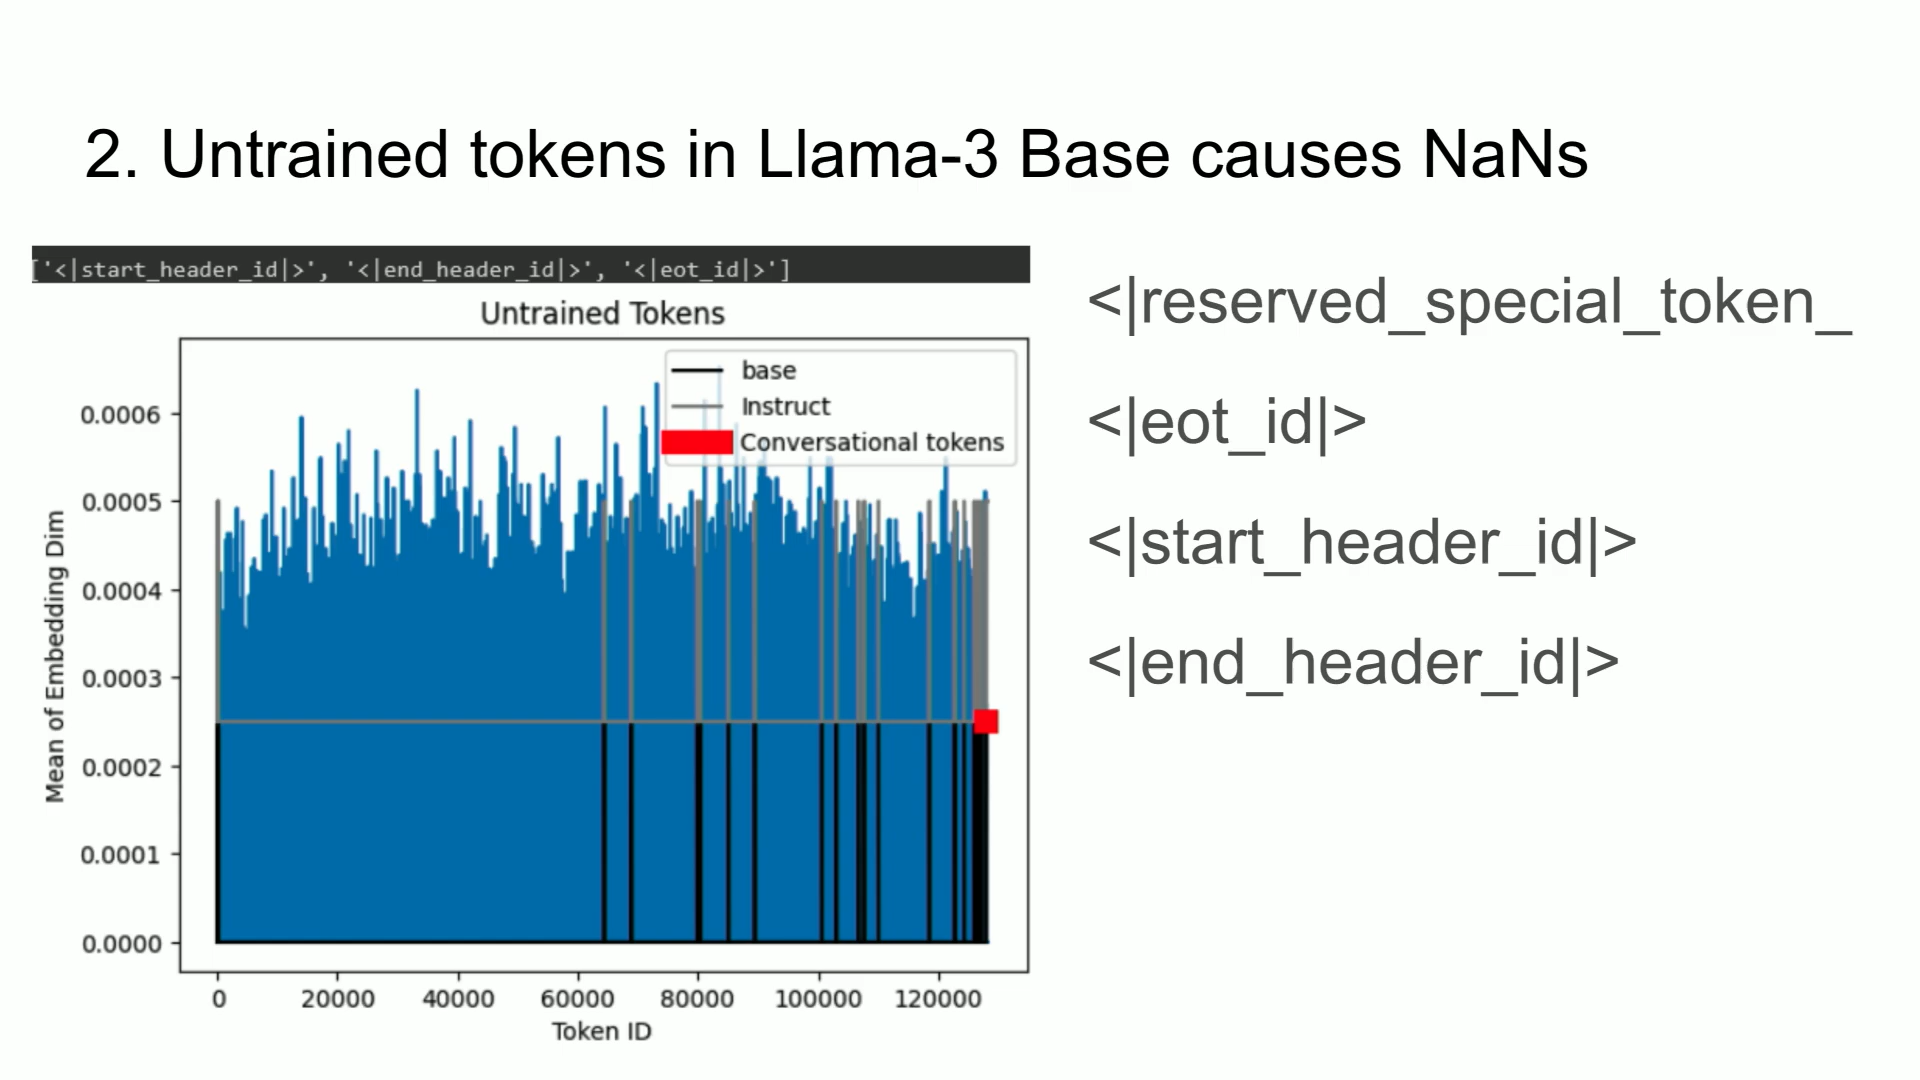 2. Untrained tokens in Llama-3 Base causes NaNs
['<|start_header_id|>', '<|end_header_id|>', '<|eot_id|>']
<|reserved_special_token_
<|eot_id|>
<|start_header_id|>
<|end_header_id|>
Untrained Tokens
base
Instruct
Conversational tokens
Mean of Embedding Dim
0.0006
0.0005
0.0004
0.0003
0.0002
0.0001
0.0000
0 20000 40000 60000 80000 100000 120000
Token ID